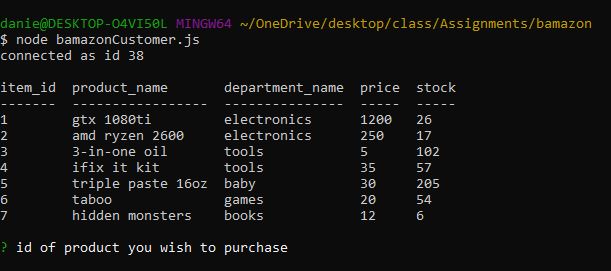 danie@DESKTOP-O4VI50L MINGW64 ~/OneDrive/desktop/class/Assignments/bamazon
$ node bamazonCustomer.js
connected as id 38
item_id  product_name       department_name  price  stock
-------  -----------------  ---------------  -----  -----
1        gtx 1080ti         electronics      1200   26
2        amd ryzen 2600     electronics      250    17
3        3-in-one oil       tools            5      102
4        ifix it kit        tools            35     57
5        triple paste 16oz  baby             30     205
6        taboo              games            20     54
7        hidden monsters    books            12     6
? id of product you wish to purchase